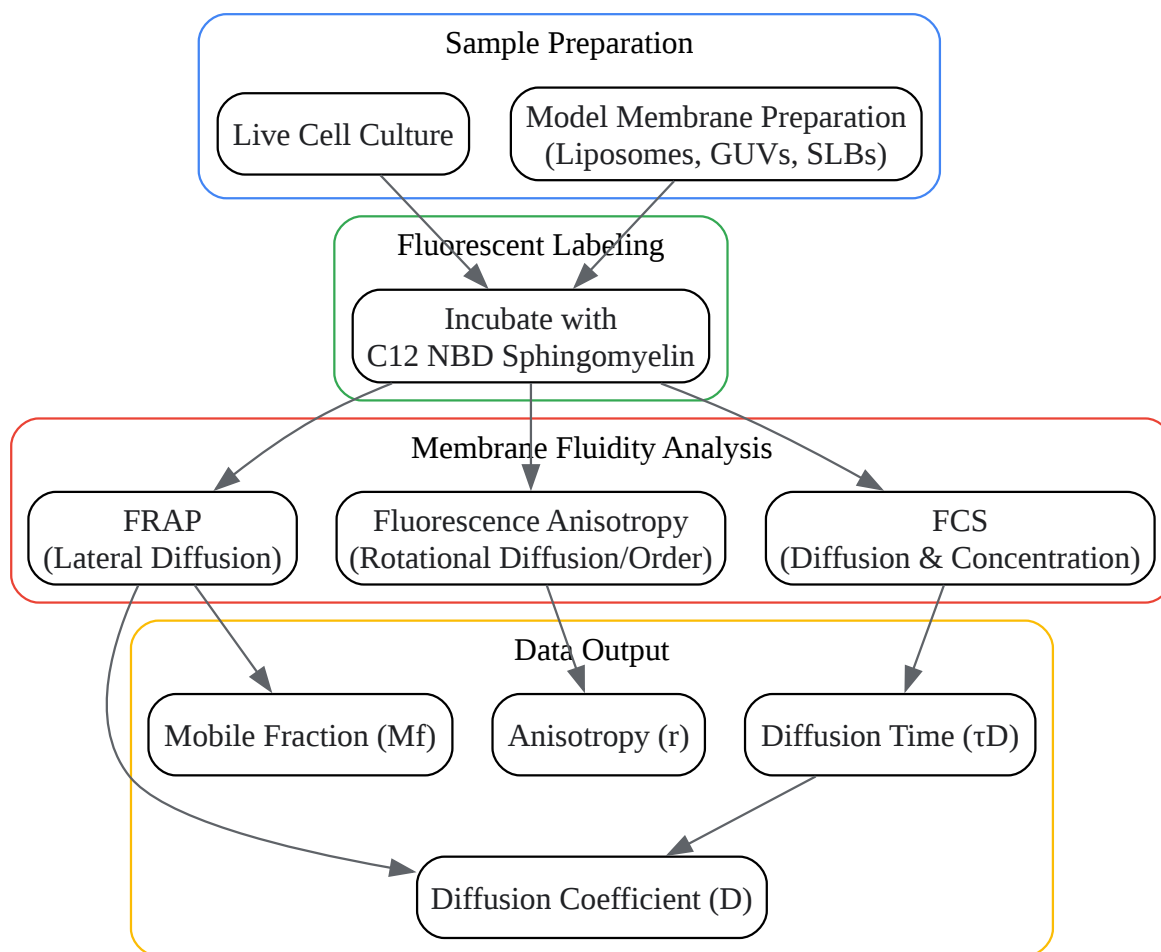 Sample Preparation
Live Cell Culture
Model Membrane Preparation
(Liposomes, GUVs, SLBs)
Fluorescent Labeling
Incubate with
C12 NBD Sphingomyelin
Membrane Fluidity Analysis
FRAP
(Lateral Diffusion)
Fluorescence Anisotropy
(Rotational Diffusion/Order)
FCS
(Diffusion & Concentration)
Data Output
Mobile Fraction (Mf)
Anisotropy (r)
Diffusion Time (τD)
Diffusion Coefficient (D)